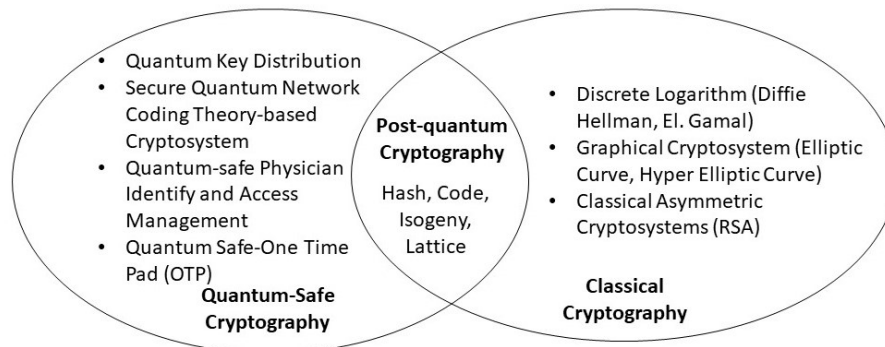 • Quantum Key Distribution
• Secure Quantum Network
Coding Theory-based
Cryptosystem
• Quantum-safe Physician
Identify and Access
Management
• Quantum Safe-One Time
Pad (OTP)
Quantum-Safe
Cryptography
Post-quantum
Cryptography
Hash, Code,
Isogeny,
Lattice
• Discrete Logarithm (Diffie
Hellman, El. Gamal)
• Graphical Cryptosystem (Elliptic
Curve, Hyper Elliptic Curve)
• Classical Asymmetric
Cryptosystems (RSA)
Classical
Cryptography